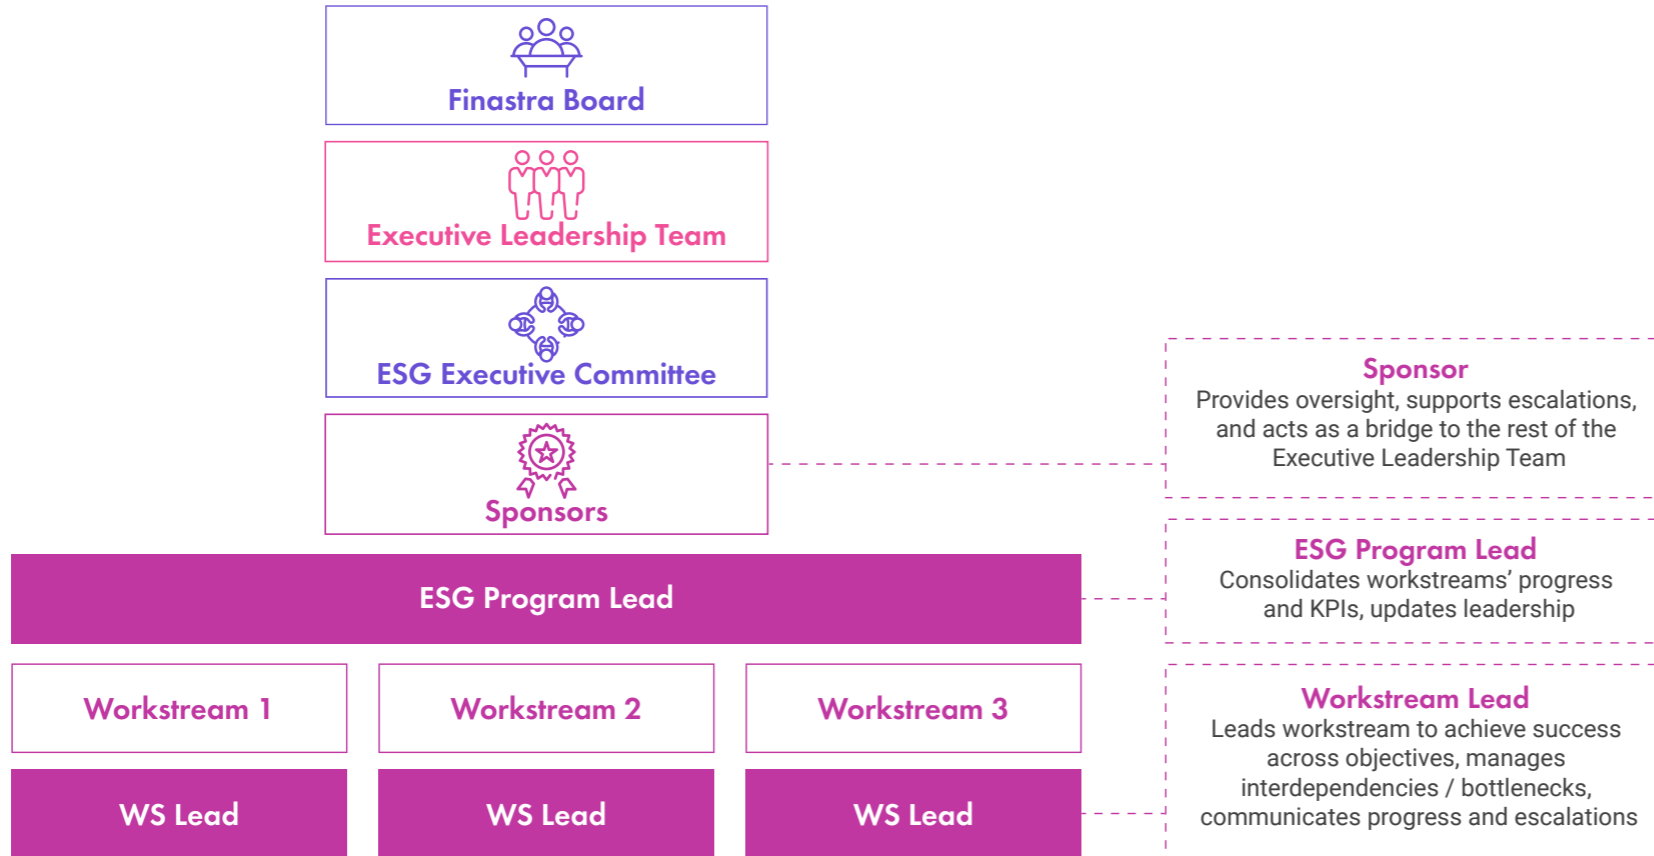 Finastra Board
Executive Leadership Team
ESG Executive Committee
Sponsors
Sponsor
Provides oversight, supports escalations,
and acts as a bridge to the rest of the
Executive Leadership Team
ESG Program Lead
ESG Program Lead
Consolidates workstreams’ progress
and KPIs, updates leadership
Workstream 1
Workstream 2
Workstream 3
WS Lead
WS Lead
WS Lead
Workstream Lead
Leads workstream to achieve success
across objectives, manages
interdependencies / bottlenecks,
communicates progress and escalations